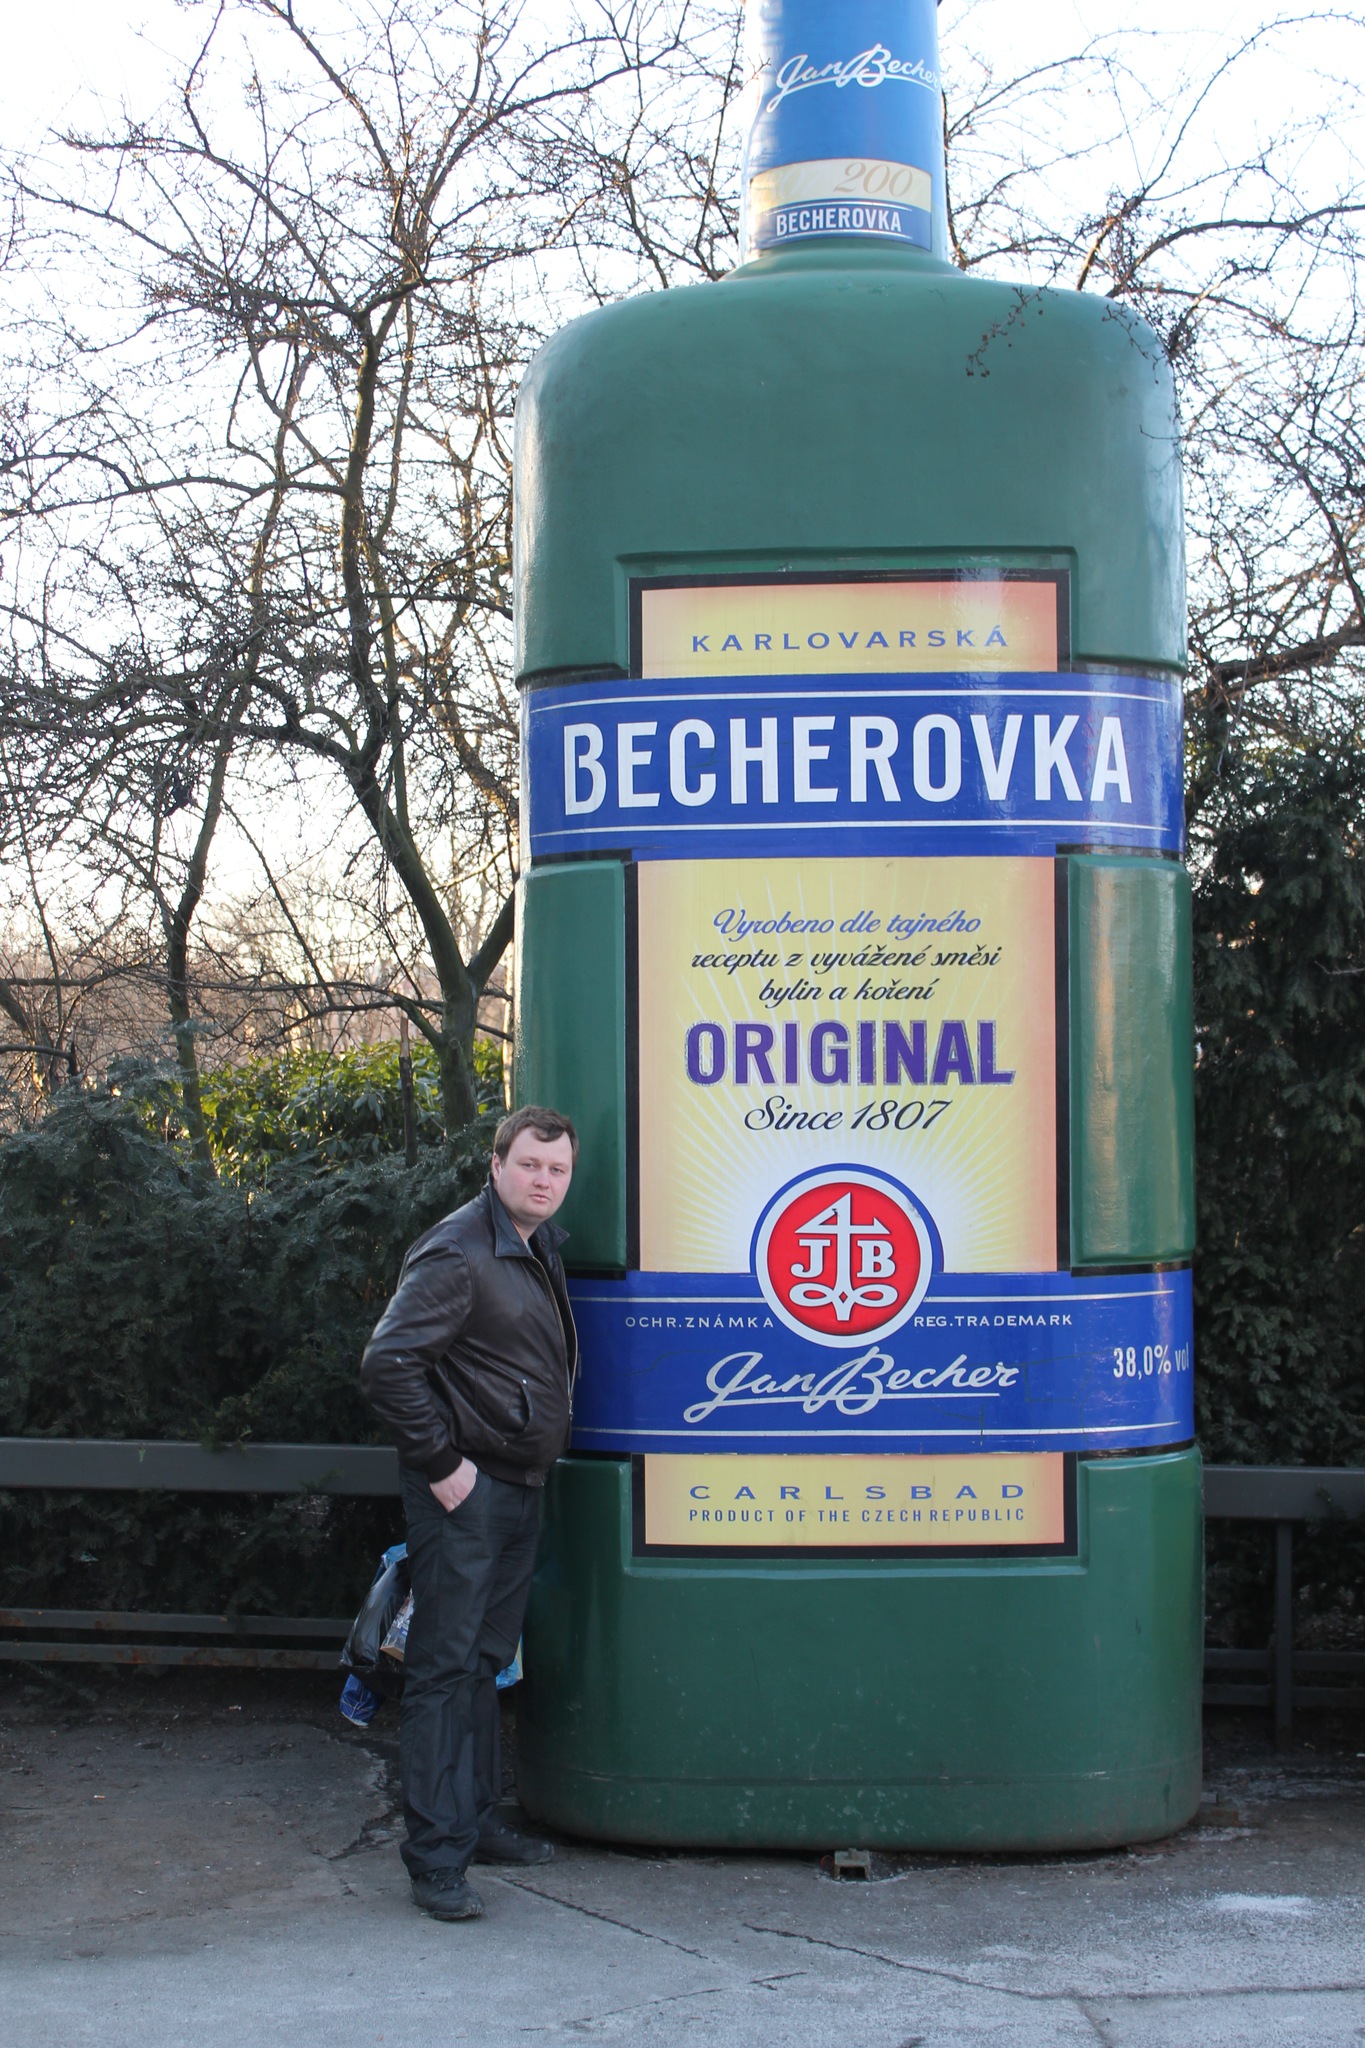 Jan Becher
200
BECHEROVKA
KARLOVARSKÁ
BECHEROVKA
Vyrobeno dle tajného
receptu z vyvážené směsi
bylin a koření
ORIGINAL
Since 1807
JB
OCHR.ZNÁMKA REG.TRADEMARK
Jan Becher 38,0% vol
CARLSBAD
PRODUCT OF THE CZECH REPUBLIC